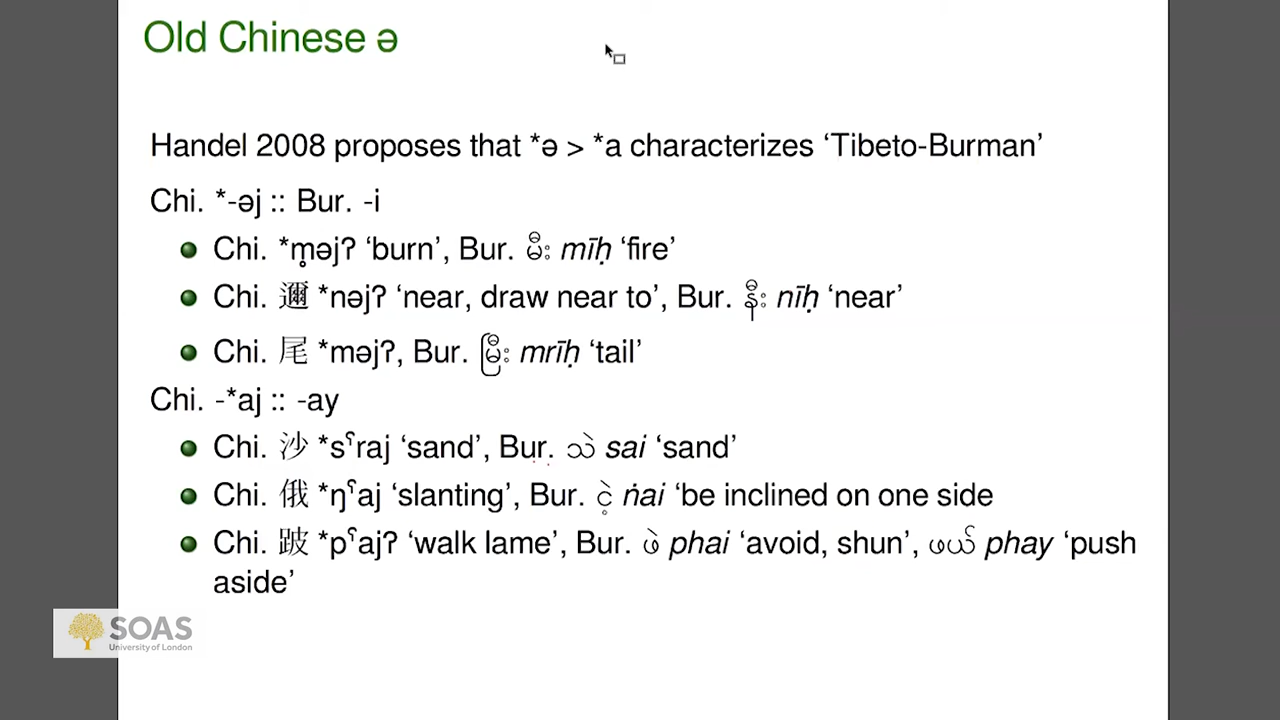 Old Chinese ə
Handel 2008 proposes that *ə > *a characterizes ‘Tibeto-Burman’
Chi. *-əj :: Bur. -i
Chi. *m̥əjʔ ‘burn’, Bur. မီး mīḥ ‘fire’
Chi. 邇 *nəjʔ ‘near, draw near to’, Bur. နီး nīḥ ‘near’
Chi. 尾 *məjʔ, Bur. မြီး mrīḥ ‘tail’
Chi. -*aj :: -ay
Chi. 沙 *sˤraj ‘sand’, Bur. သဲ sai ‘sand’
Chi. 俄 *ŋˤaj ‘slanting’, Bur. ငဲ့ ṅai ‘be inclined on one side
Chi. 跛 *pˤajʔ ‘walk lame’, Bur. ဖဲ phai ‘avoid, shun’, ဖယ် phay ‘push
aside’
SOAS
University of London